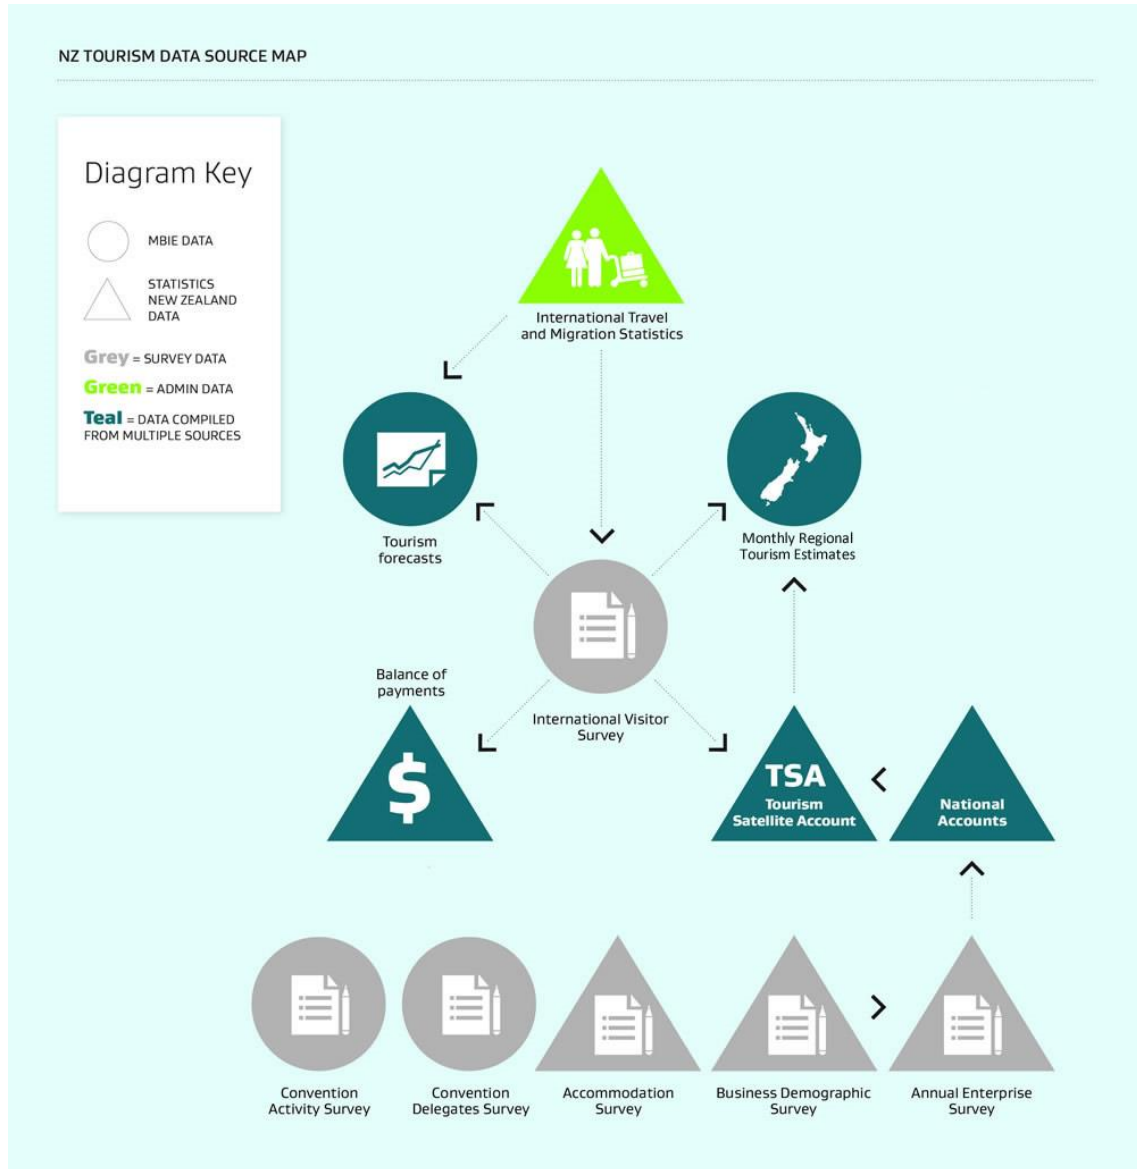 NZ TOURISM DATA SOURCE MAP
Diagram Key
MBIE DATA
STATISTICS
NEW ZEALAND
DATA
Grey = SURVEY DATA
Green = ADMIN DATA
Teal = DATA COMPILED
FROM MULTIPLE SOURCES
International Travel
and Migration Statistics
Tourism
forecasts
Monthly Regional
Tourism Estimates
International Visitor
Survey
Balance of
payments
$
TSA
Tourism
Satellite Account
National
Accounts
Convention
Activity Survey
Convention
Delegates Survey
Accommodation
Survey
Business Demographic
Survey
Annual Enterprise
Survey